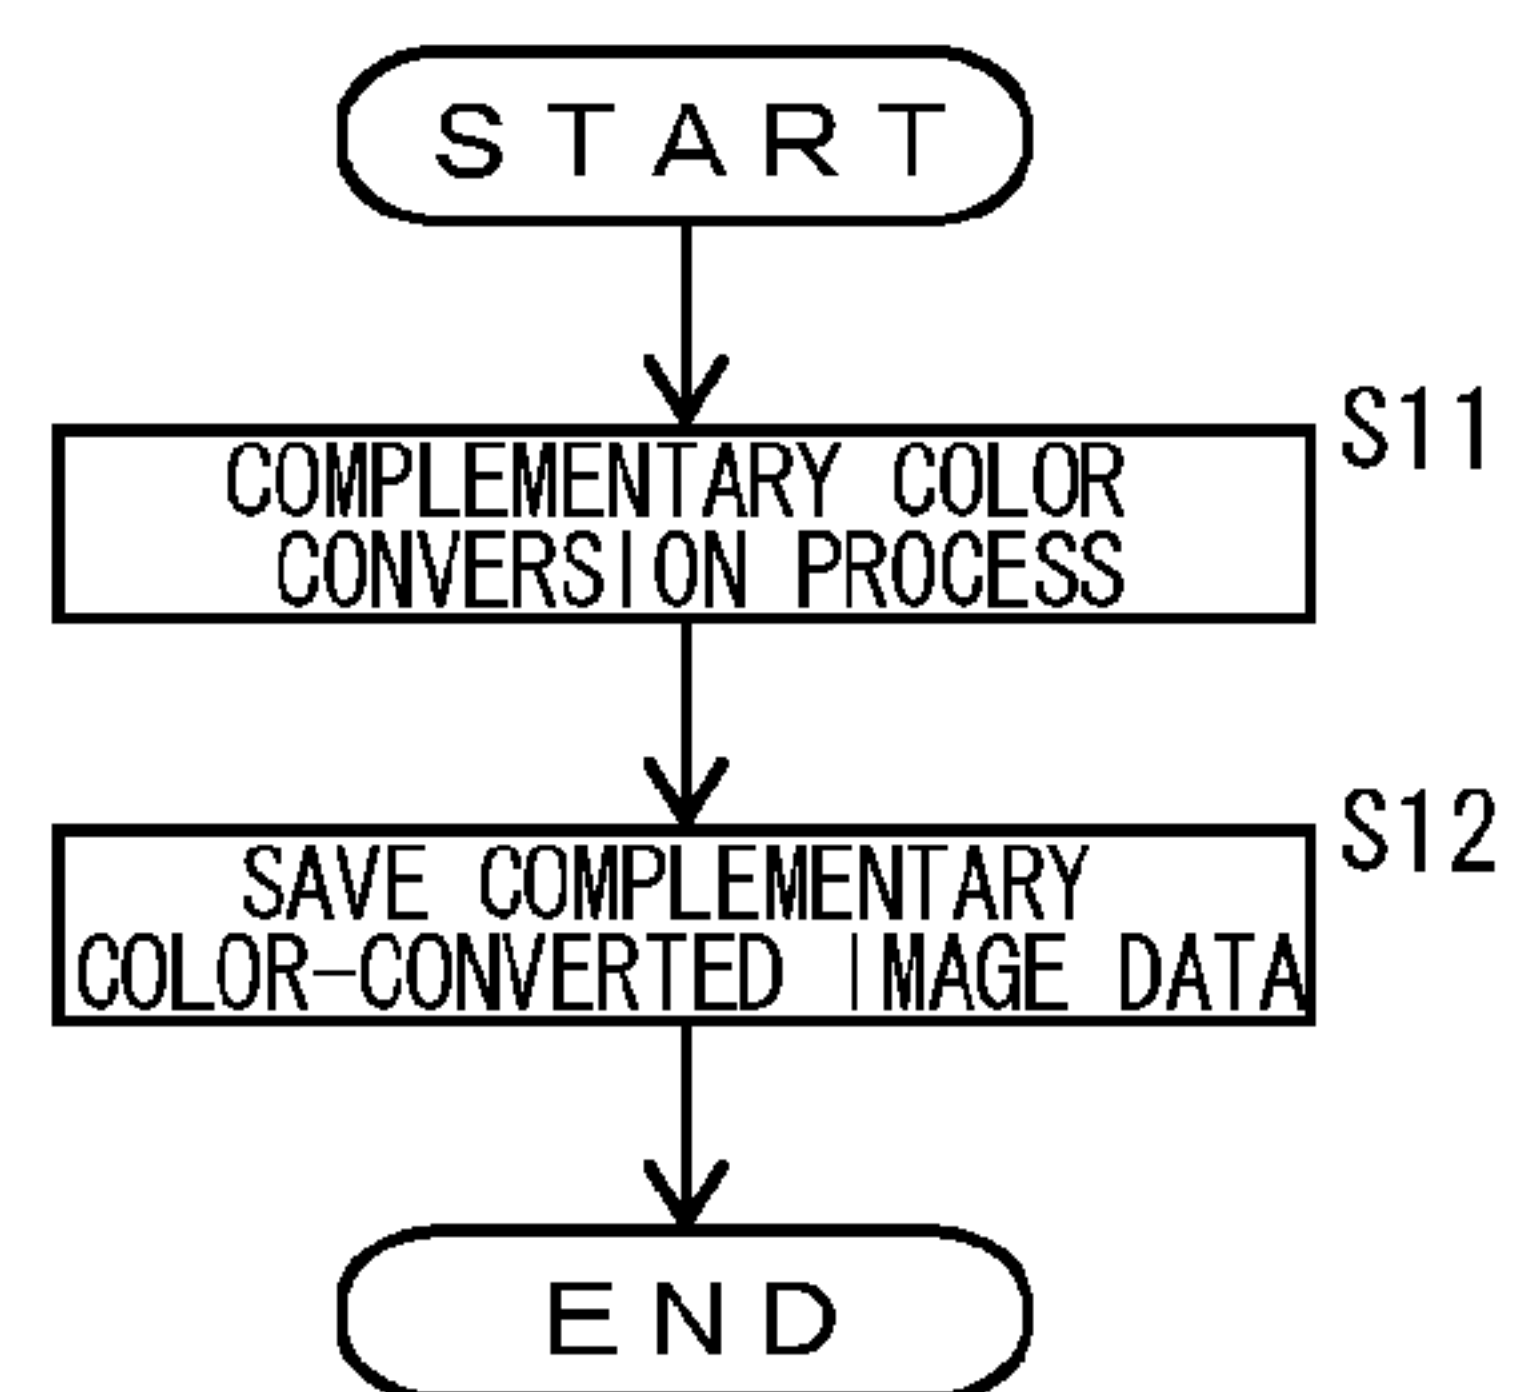 START
S11
COMPLEMENTARY COLOR
CONVERSION PROCESS
S12
SAVE COMPLEMENTARY
COLOR-CONVERTED IMAGE DATA
END